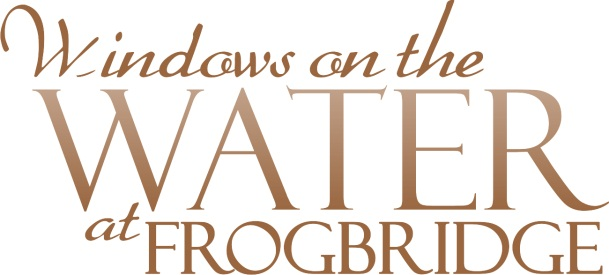 Windows on the
WATER
at FROGBRIDGE